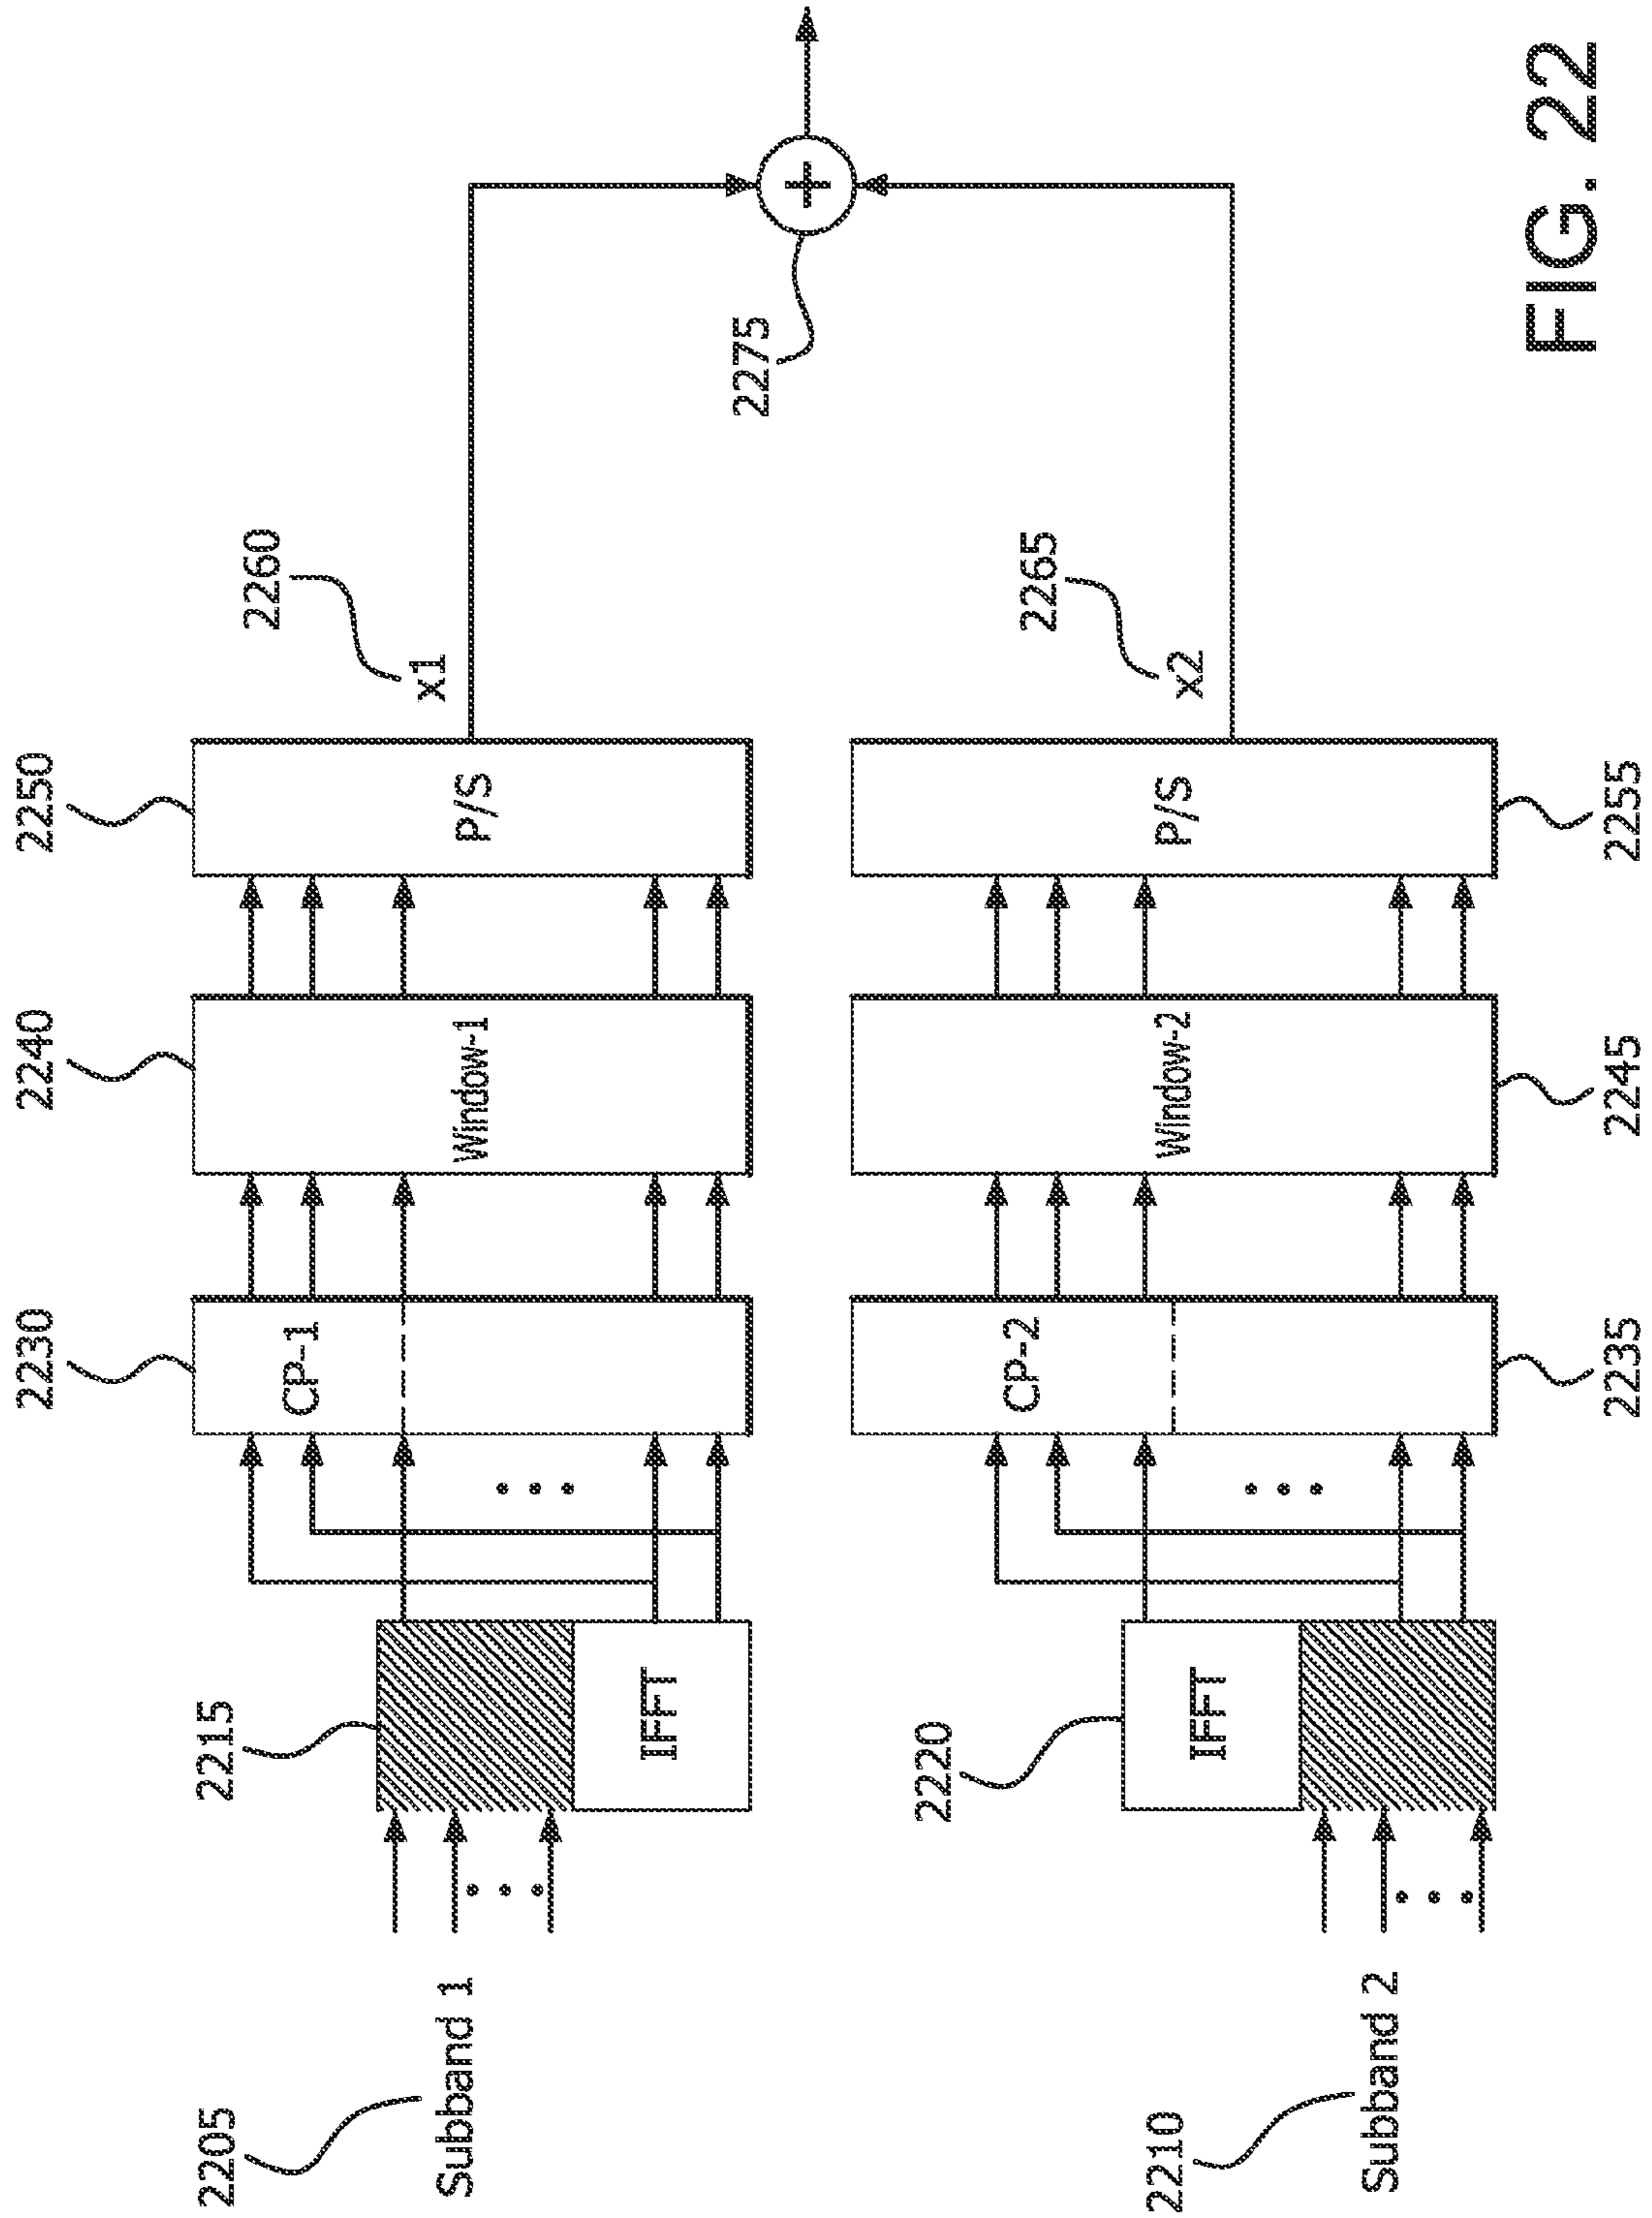 2205
Subband 1
2215
IFFT
2230
CP-1
2240
Window-1
2250
P/S
2260
x1
2275
+
2210
Subband 2
2220
IFFT
CP-2
2235
Window-2
2245
P/S
2255
2265
x2
FIG. 22